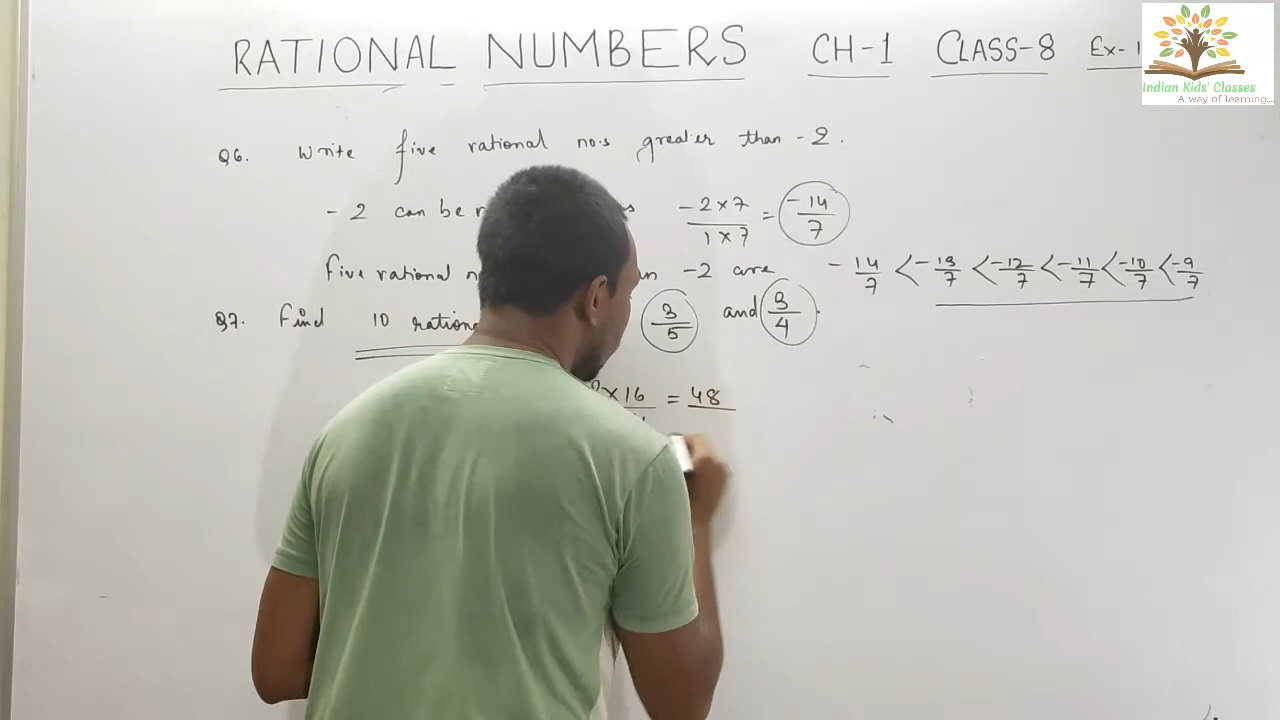 RATIONAL NUMBERS CH-1 CLASS-8 Ex-1
Indian Kids' Classes
A way of learning...
Q6. Write five rational no.s greater than -2.
-2 can be -2×7/1×7 = -14/7
five rational -2 are -14/7 < -13/7 < -12/7 < -11/7 < -10/7 < -9/7
Q7. Find 10 3/5 and 3/4.
×16 = 48